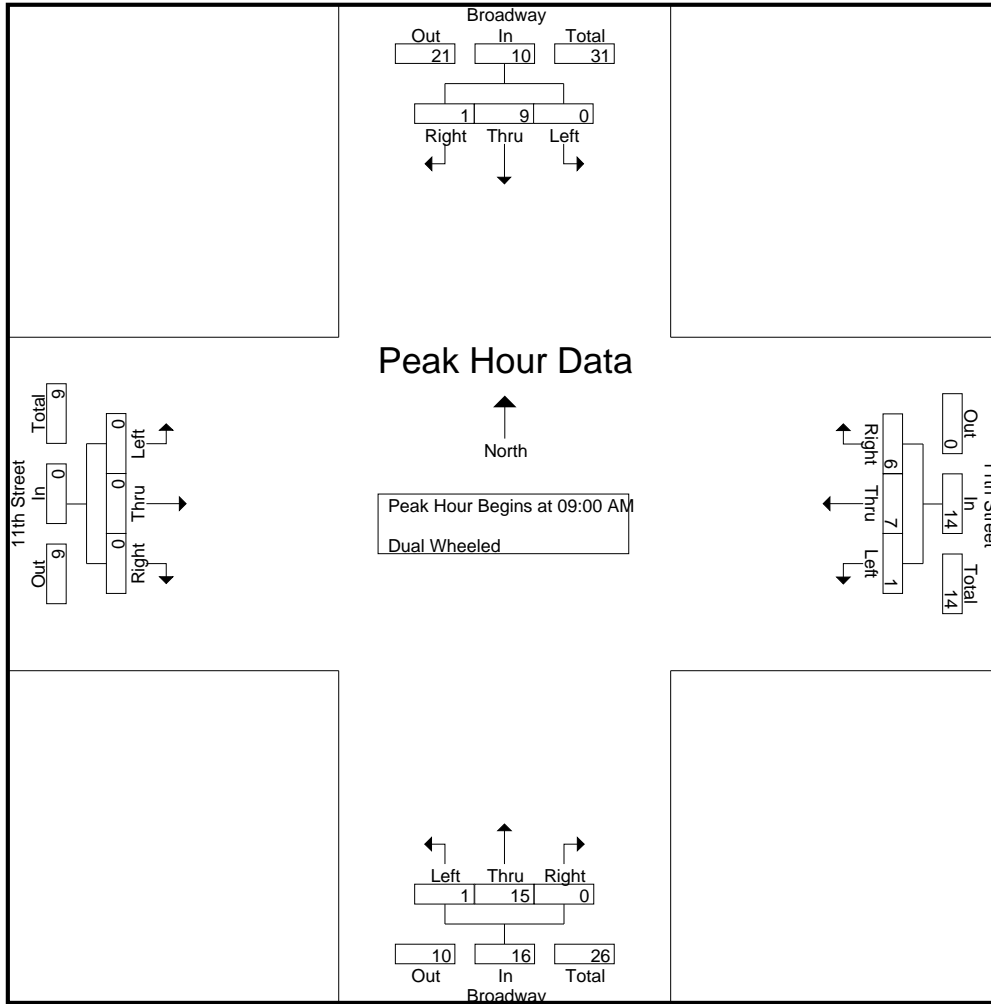 Broadway
Out In Total
21 10 31
1 9 0
Right Thru Left
Peak Hour Data
North
Peak Hour Begins at 09:00 AM
Dual Wheeled
11th Street
Total In Out
9 0 9
0 0 0
Left Thru Right
11th Street
Out In Total
0 14 14
6 7 1
Right Thru Left
Left Thru Right
1 15 0
10 16 26
Out In Total
Broadway